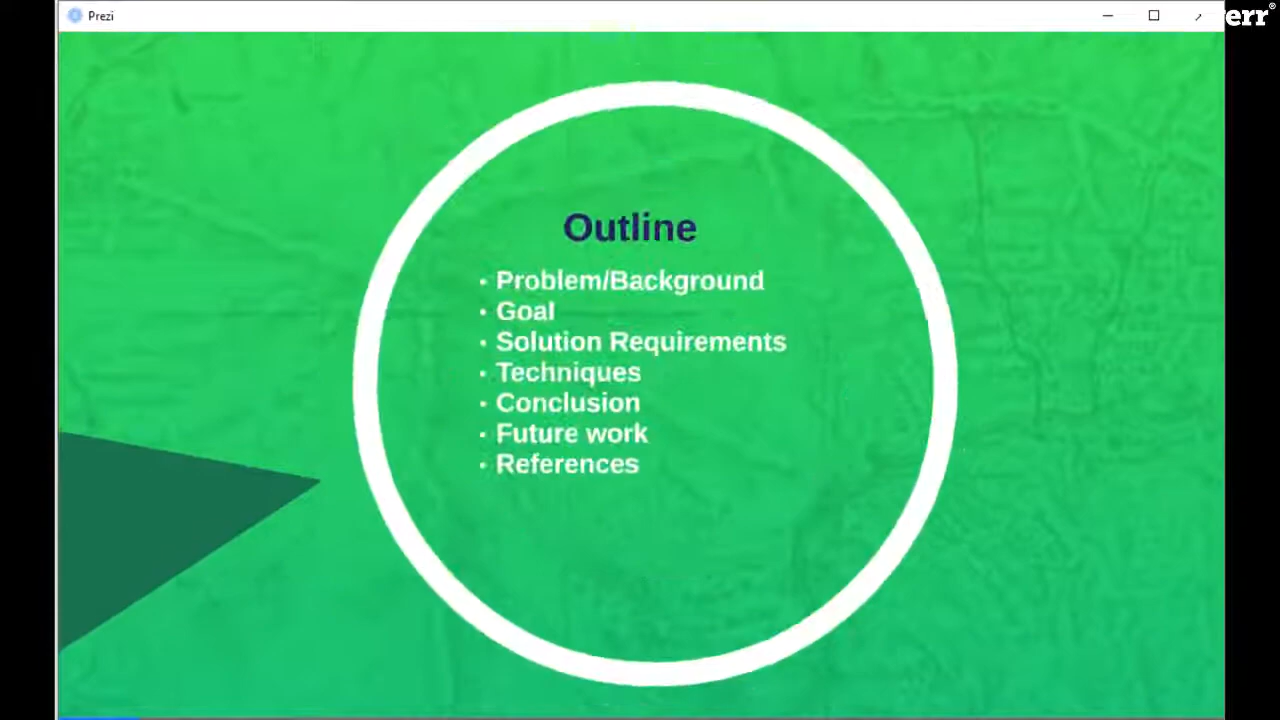 Prezi
Outline
• Problem/Background
• Goal
• Solution Requirements
• Techniques
• Conclusion
• Future work
• References